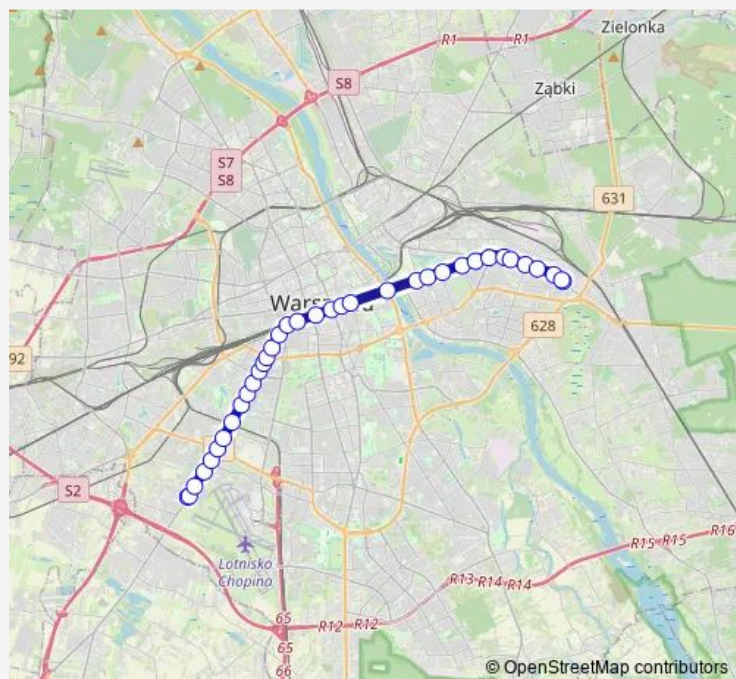 Zielonka
R1
R1
S8
Ząbki
S7
S8
631
628
92
S2
Lotnisko
Chopina
R15
R15
R16
R13
R14
R14
65
R12
R12
65
66
© OpenStreetMap contributors